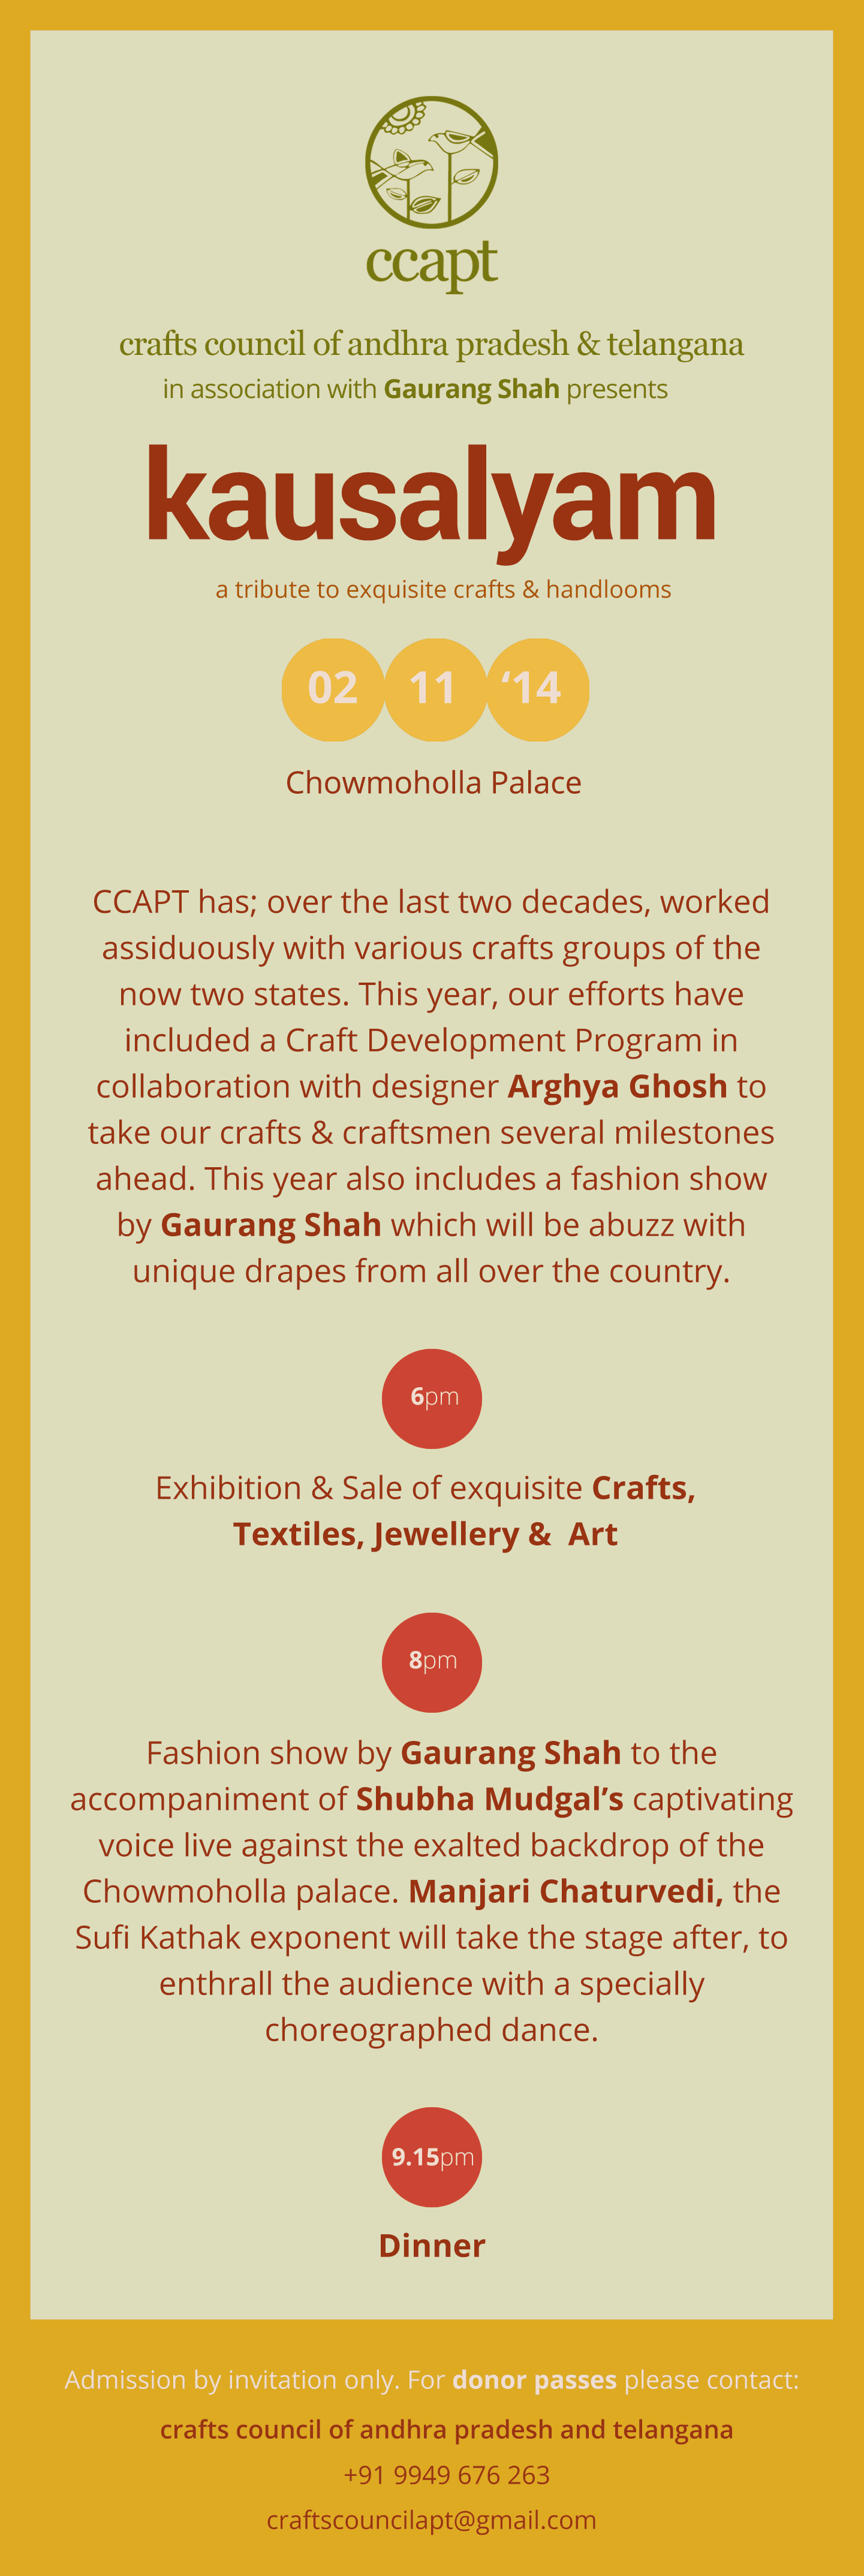 ccapt
crafts council of andhra pradesh & telangana
in association with Gaurang Shah presents
kausalyam
a tribute to exquisite crafts & handlooms
02 11 ‘14
Chowmoholla Palace
CCAPT has; over the last two decades, worked
assiduously with various crafts groups of the
now two states. This year, our efforts have
included a Craft Development Program in
collaboration with designer Arghya Ghosh to
take our crafts & craftsmen several milestones
ahead. This year also includes a fashion show
by Gaurang Shah which will be abuzz with
unique drapes from all over the country.
6pm
Exhibition & Sale of exquisite Crafts,
Textiles, Jewellery & Art
8pm
Fashion show by Gaurang Shah to the
accompaniment of Shubha Mudgal’s captivating
voice live against the exalted backdrop of the
Chowmoholla palace. Manjari Chaturvedi, the
Sufi Kathak exponent will take the stage after, to
enthrall the audience with a specially
choreographed dance.
9.15pm
Dinner
Admission by invitation only. For donor passes please contact:
crafts council of andhra pradesh and telangana
+91 9949 676 263
craftscouncilapt@gmail.com